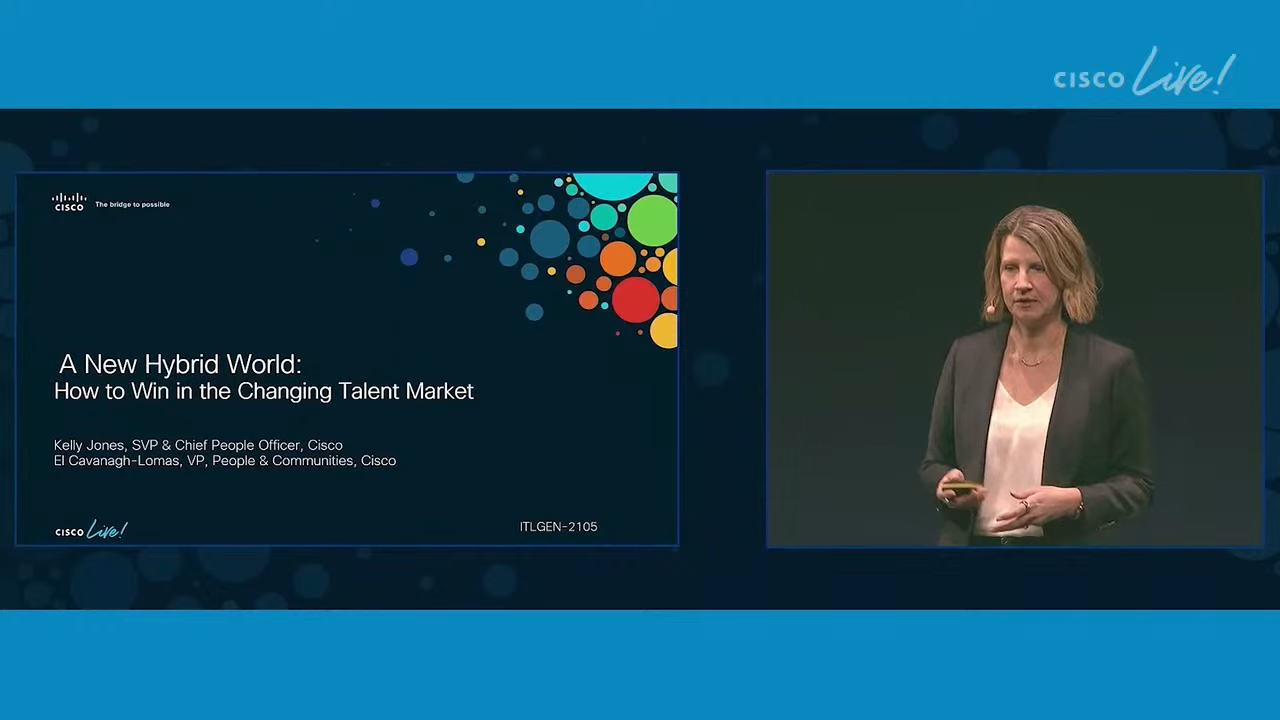 CISCO Live!
CISCO The bridge to possible
A New Hybrid World:
How to Win in the Changing Talent Market
Kelly Jones, SVP & Chief People Officer, Cisco
El Cavanagh-Lomas, VP, People & Communities, Cisco
CISCO Live!
ITLGEN-2105